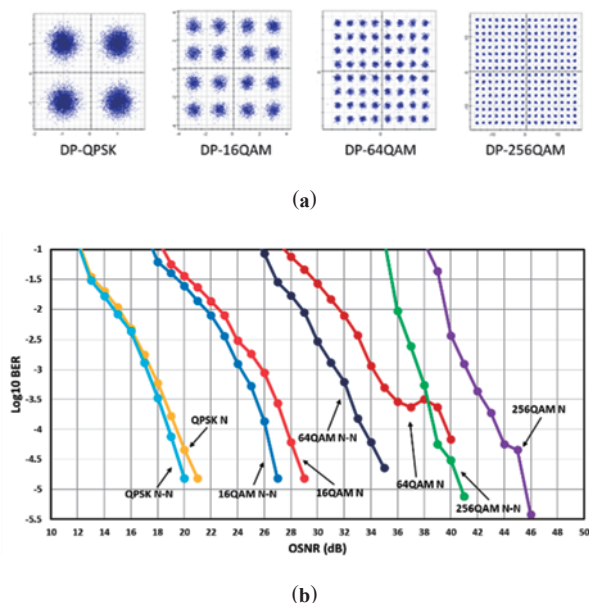 DP-QPSK DP-16QAM DP-64QAM DP-256QAM
(a)
-1
-1.5
-2
-2.5
-3
-3.5
-4
-4.5
-5
-5.5
Log10 BER
QPSK N
QPSK N-N
16QAM N-N
16QAM N
64QAM N-N
64QAM N
256QAM N-N
256QAM N
10 12 14 16 18 20 22 24 26 28 30 32 34 36 38 40 42 44 46 48 50
OSNR (dB)
(b)